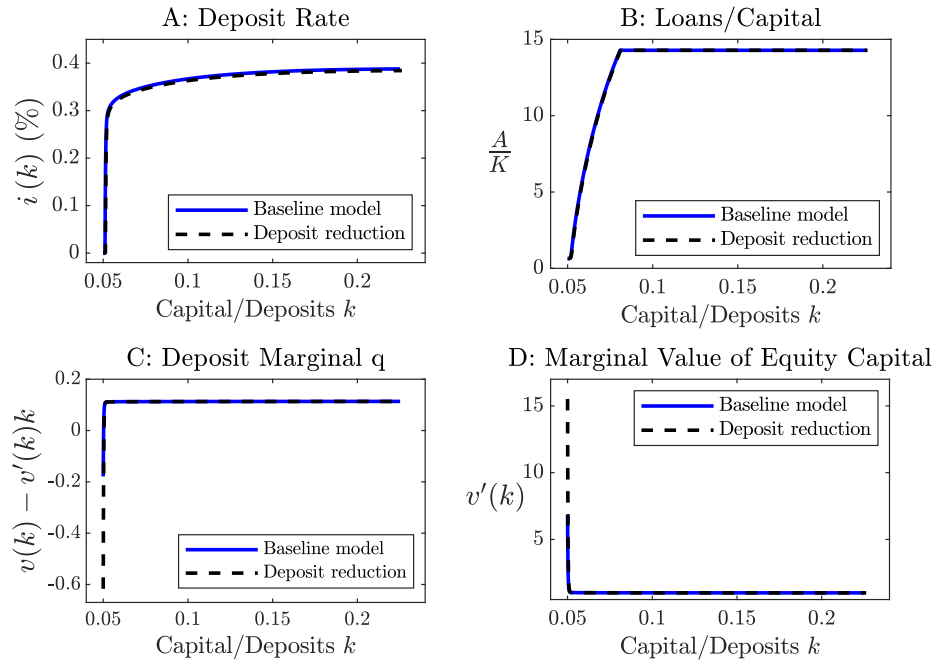 A: Deposit Rate
i(k) (%)
0.4
0.3
0.2
0.1
0
0.05 0.1 0.15 0.2
Capital/Deposits k
Baseline model
Deposit reduction
B: Loans/Capital
A/K
15
10
5
0
0.05 0.1 0.15 0.2
Capital/Deposits k
Baseline model
Deposit reduction
C: Deposit Marginal q
v(k) − v′(k)k
0.2
0
-0.2
-0.4
-0.6
0.05 0.1 0.15 0.2
Capital/Deposits k
Baseline model
Deposit reduction
D: Marginal Value of Equity Capital
v′(k)
15
10
5
0.05 0.1 0.15 0.2
Capital/Deposits k
Baseline model
Deposit reduction